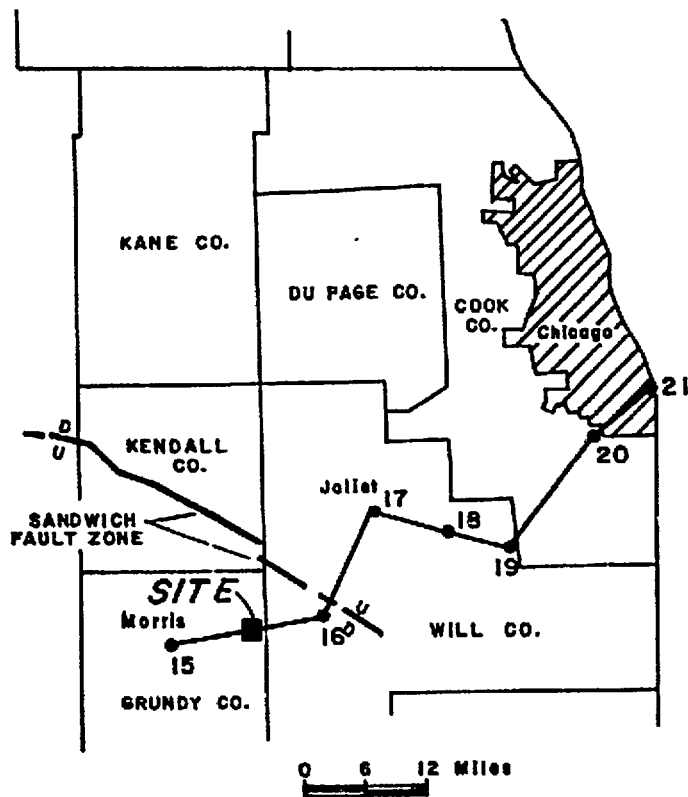 KANE CO.
DU PAGE CO.
COOK
CO.
Chicago
21
D
U
KENDALL
CO.
20
Joliet
17
18
SANDWICH
FAULT ZONE
19
SITE
Morris
U
16
D
WILL CO.
15
GRUNDY CO.
0 6 12 Miles